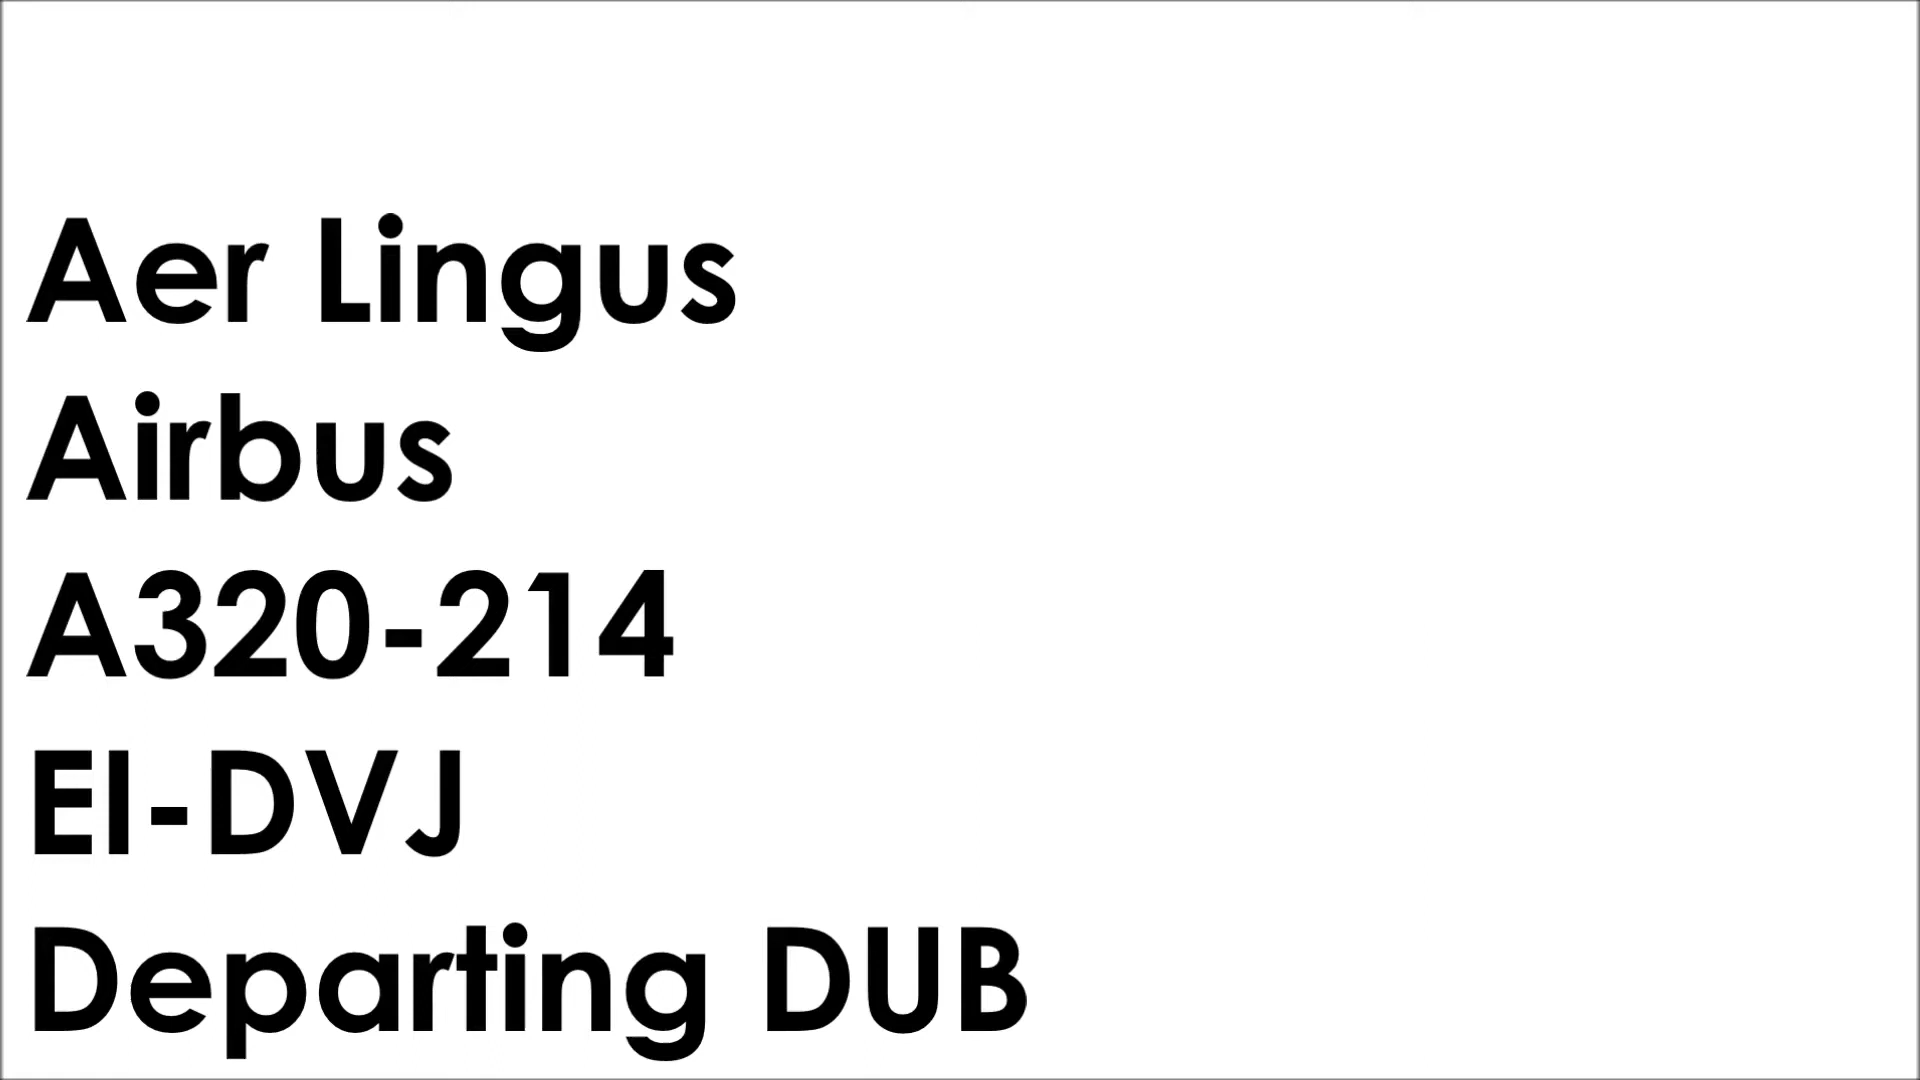 Aer Lingus
Airbus
A320-214
EI-DVJ
Departing DUB